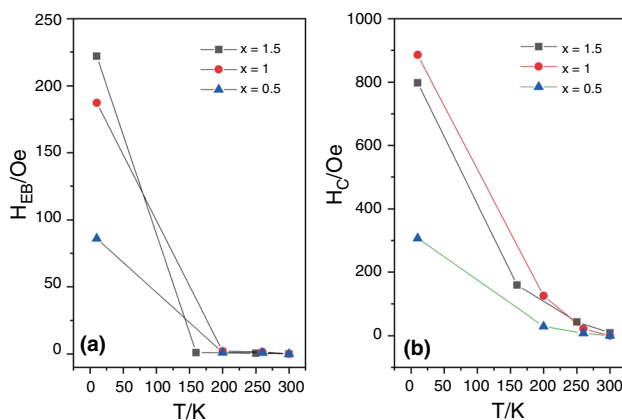 250
200
150
100
50
0
H_EB/Oe
x = 1.5
x = 1
x = 0.5
(a)
0 50 100 150 200 250 300
T/K
1000
800
600
400
200
0
H_C/Oe
x = 1.5
x = 1
x = 0.5
(b)
0 50 100 150 200 250 300
T/K